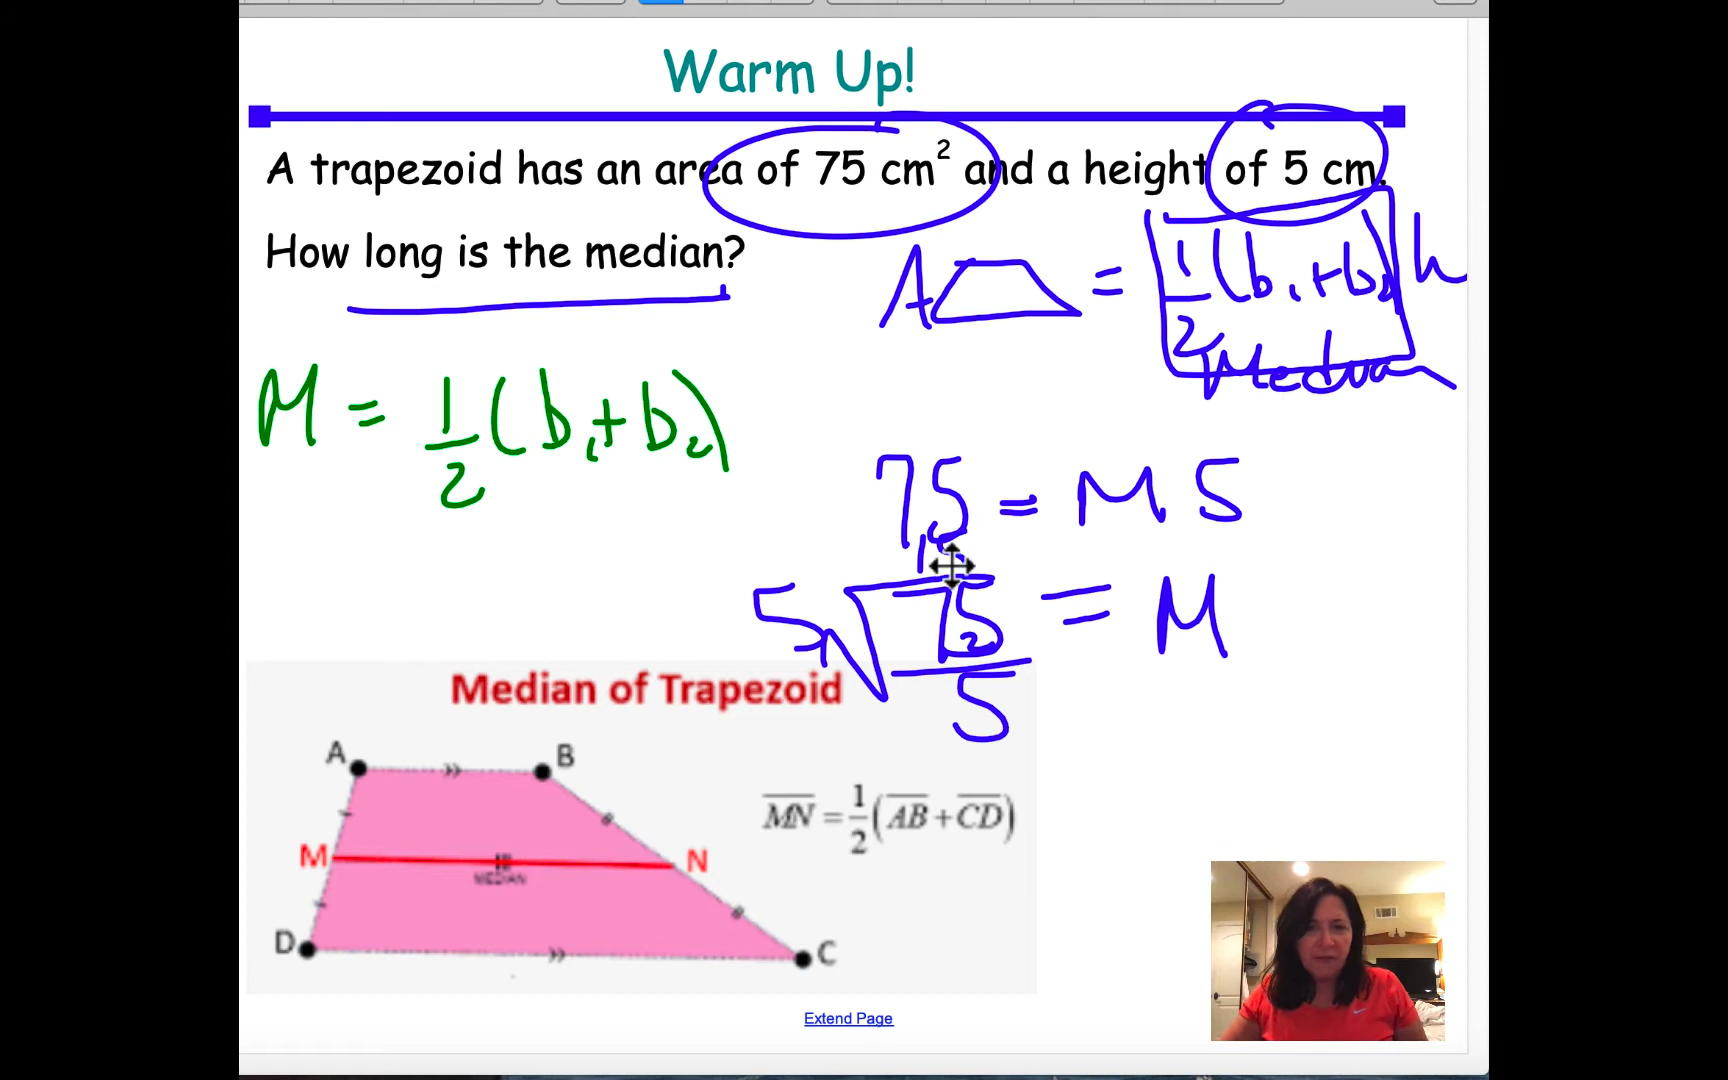 Warm Up!
A trapezoid has an area of 75 cm² and a height of 5 cm.
How long is the median?
A = 1/2 (b₁+b₂) h
Median
M = 1/2 (b₁+b₂)
75 = M 5
5 75 = M
5
Median of Trapezoid
A B
M N
MEDIAN
D C
MN = 1/2 (AB + CD)
Extend Page